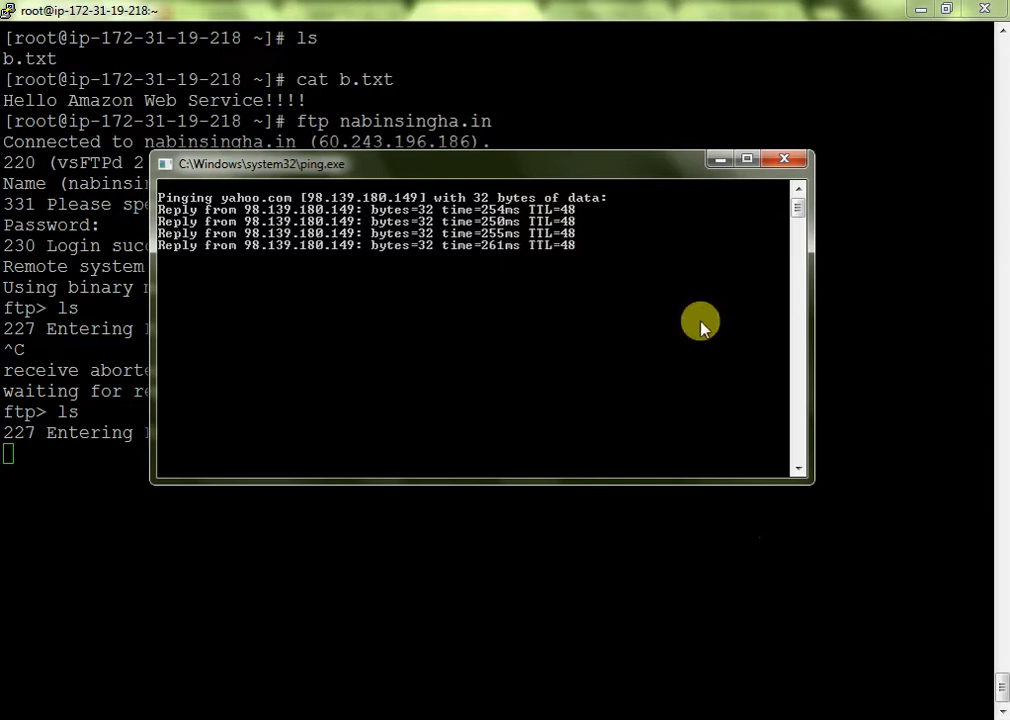 root@ip-172-31-19-218:~
[root@ip-172-31-19-218 ~]# ls
b.txt
[root@ip-172-31-19-218 ~]# cat b.txt
Hello Amazon Web Service!!!!
[root@ip-172-31-19-218 ~]# ftp nabinsingha.in
Connected to nabinsingha.in (60.243.196.186).
220 (vsFTPd 2
Name (nabinsi
331 Please spe
Password:
230 Login succ
Remote system
Using binary
ftp> ls
227 Entering
^C
receive aborte
waiting for re
ftp> ls
227 Entering
C:\Windows\system32\ping.exe
Pinging yahoo.com [98.139.180.149] with 32 bytes of data:
Reply from 98.139.180.149: bytes=32 time=254ms TTL=48
Reply from 98.139.180.149: bytes=32 time=250ms TTL=48
Reply from 98.139.180.149: bytes=32 time=255ms TTL=48
Reply from 98.139.180.149: bytes=32 time=261ms TTL=48